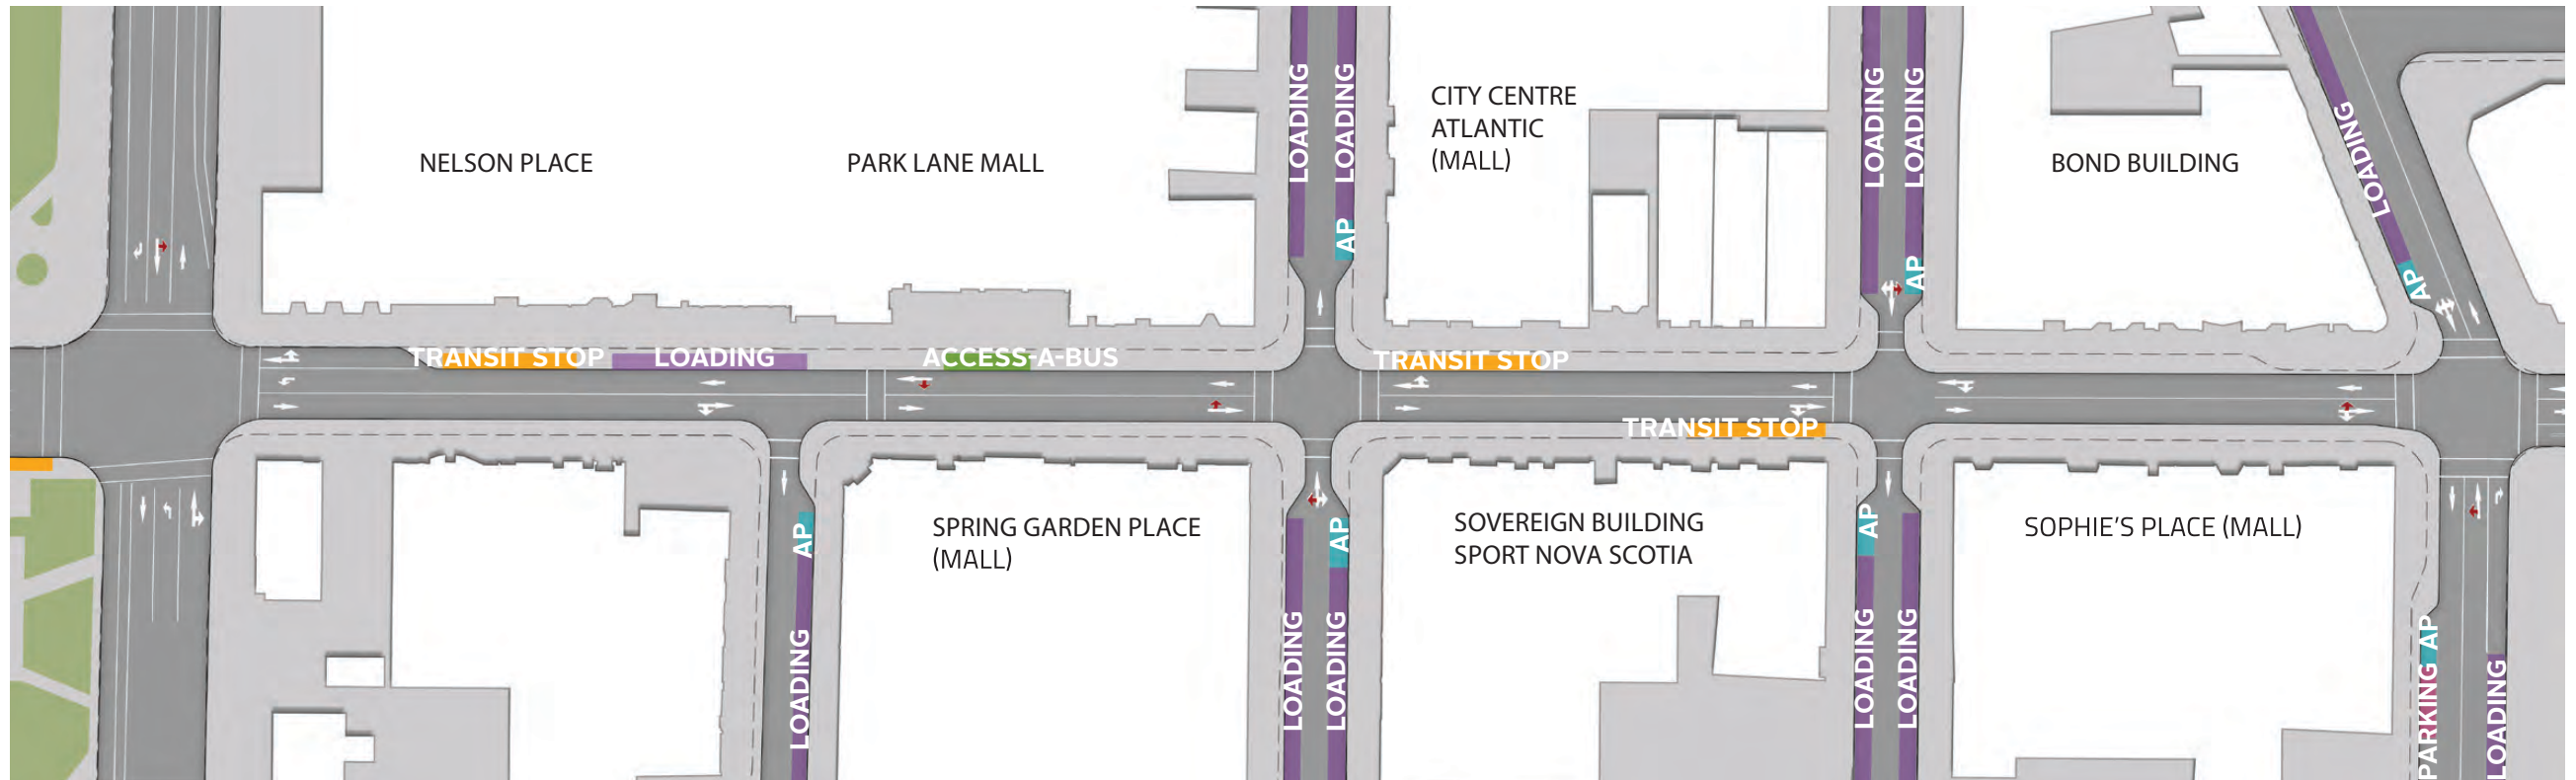 LOADING
LOADING
AP
CITY CENTRE
ATLANTIC
(MALL)
LOADING
LOADING
AP
LOADING
AP
NELSON PLACE
PARK LANE MALL
BOND BUILDING
TRANSIT STOP
LOADING
ACCESS-A-BUS
TRANSIT STOP
TRANSIT STOP
AP
LOADING
SPRING GARDEN PLACE
(MALL)
LOADING
AP
LOADING
SOVEREIGN BUILDING
SPORT NOVA SCOTIA
AP
LOADING
LOADING
SOPHIE'S PLACE (MALL)
AP
PARKING
LOADING